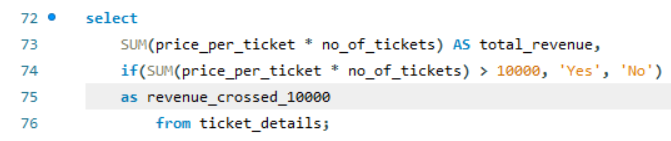 72 select
73 SUM(price_per_ticket * no_of_tickets) AS total_revenue,
74 if(SUM(price_per_ticket * no_of_tickets) > 10000, 'Yes', 'No')
75 as revenue_crossed_10000
76 from ticket_details;